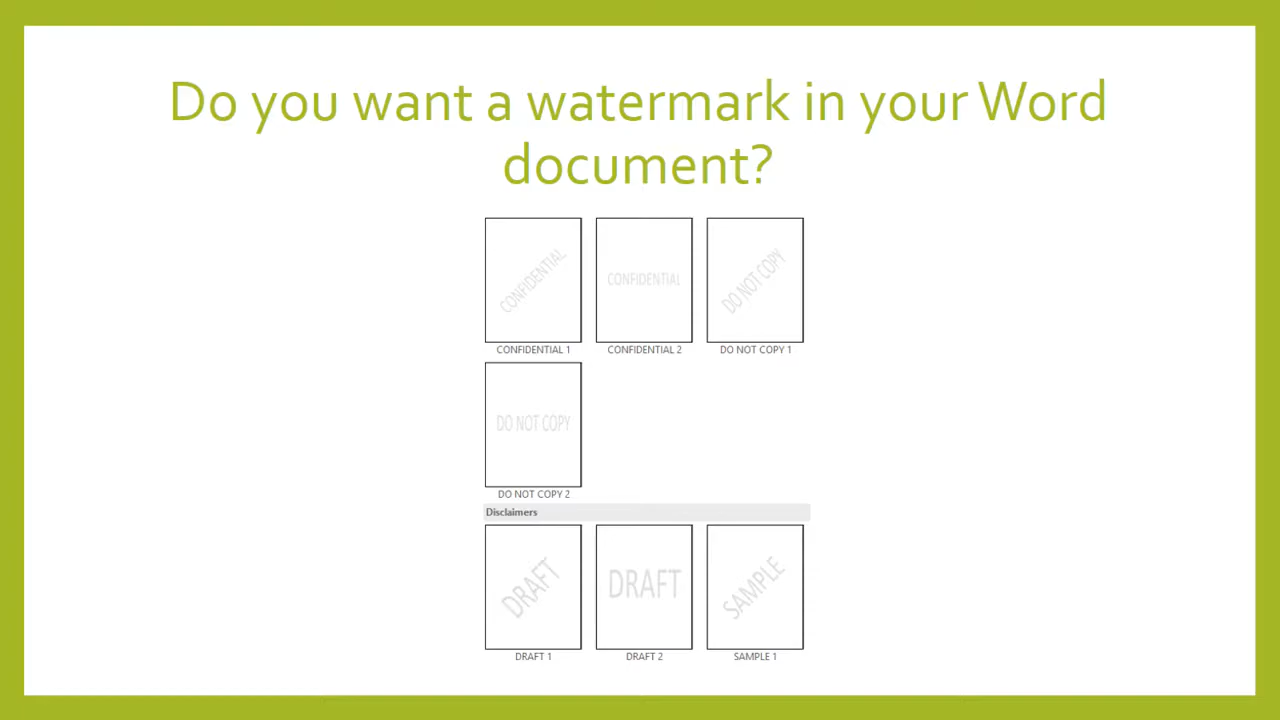 Do you want a watermark in your Word
document?
CONFIDENTIAL
CONFIDENTIAL
DO NOT COPY
CONFIDENTIAL 1
CONFIDENTIAL 2
DO NOT COPY 1
DO NOT COPY
DO NOT COPY 2
Disclaimers
DRAFT
DRAFT
SAMPLE
DRAFT 1
DRAFT 2
SAMPLE 1